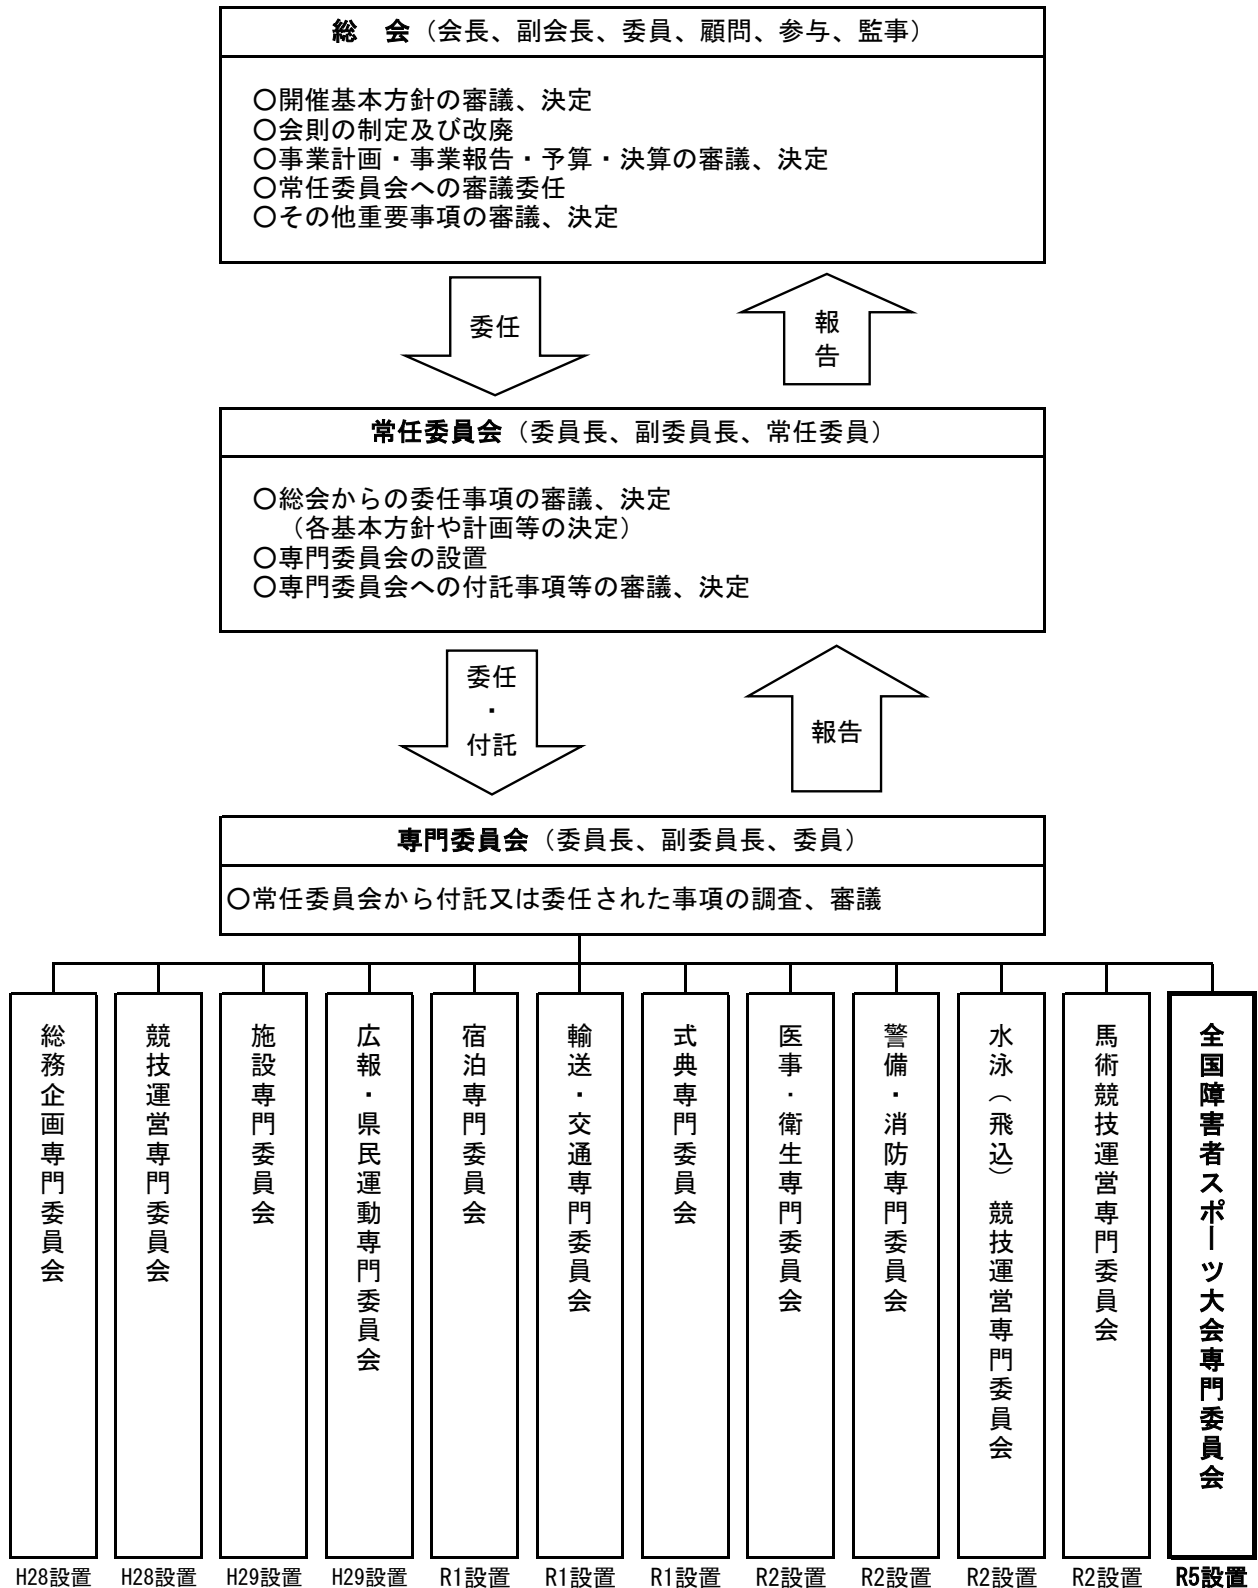 総　会（会長、副会長、委員、顧問、参与、監事）
〇開催基本方針の審議、決定
〇会則の制定及び改廃
〇事業計画・事業報告・予算・決算の審議、決定
〇常任委員会への審議委任
〇その他重要事項の審議、決定
委任
報
告
常任委員会（委員長、副委員長、常任委員）
〇総会からの委任事項の審議、決定
（各基本方針や計画等の決定）
〇専門委員会の設置
〇専門委員会への付託事項等の審議、決定
委任
・
付託
報告
専門委員会（委員長、副委員長、委員）
〇常任委員会から付託又は委任された事項の調査、審議
総務企画専門委員会
競技運営専門委員会
施設専門委員会
広報・県民運動専門委員会
宿泊専門委員会
輸送・交通専門委員会
式典専門委員会
医事・衛生専門委員会
警備・消防専門委員会
水泳（飛込）競技運営専門委員会
馬術競技運営専門委員会
全国障害者スポーツ大会専門委員会
H28設置
H28設置
H29設置
H29設置
R1設置
R1設置
R1設置
R2設置
R2設置
R2設置
R2設置
R5設置